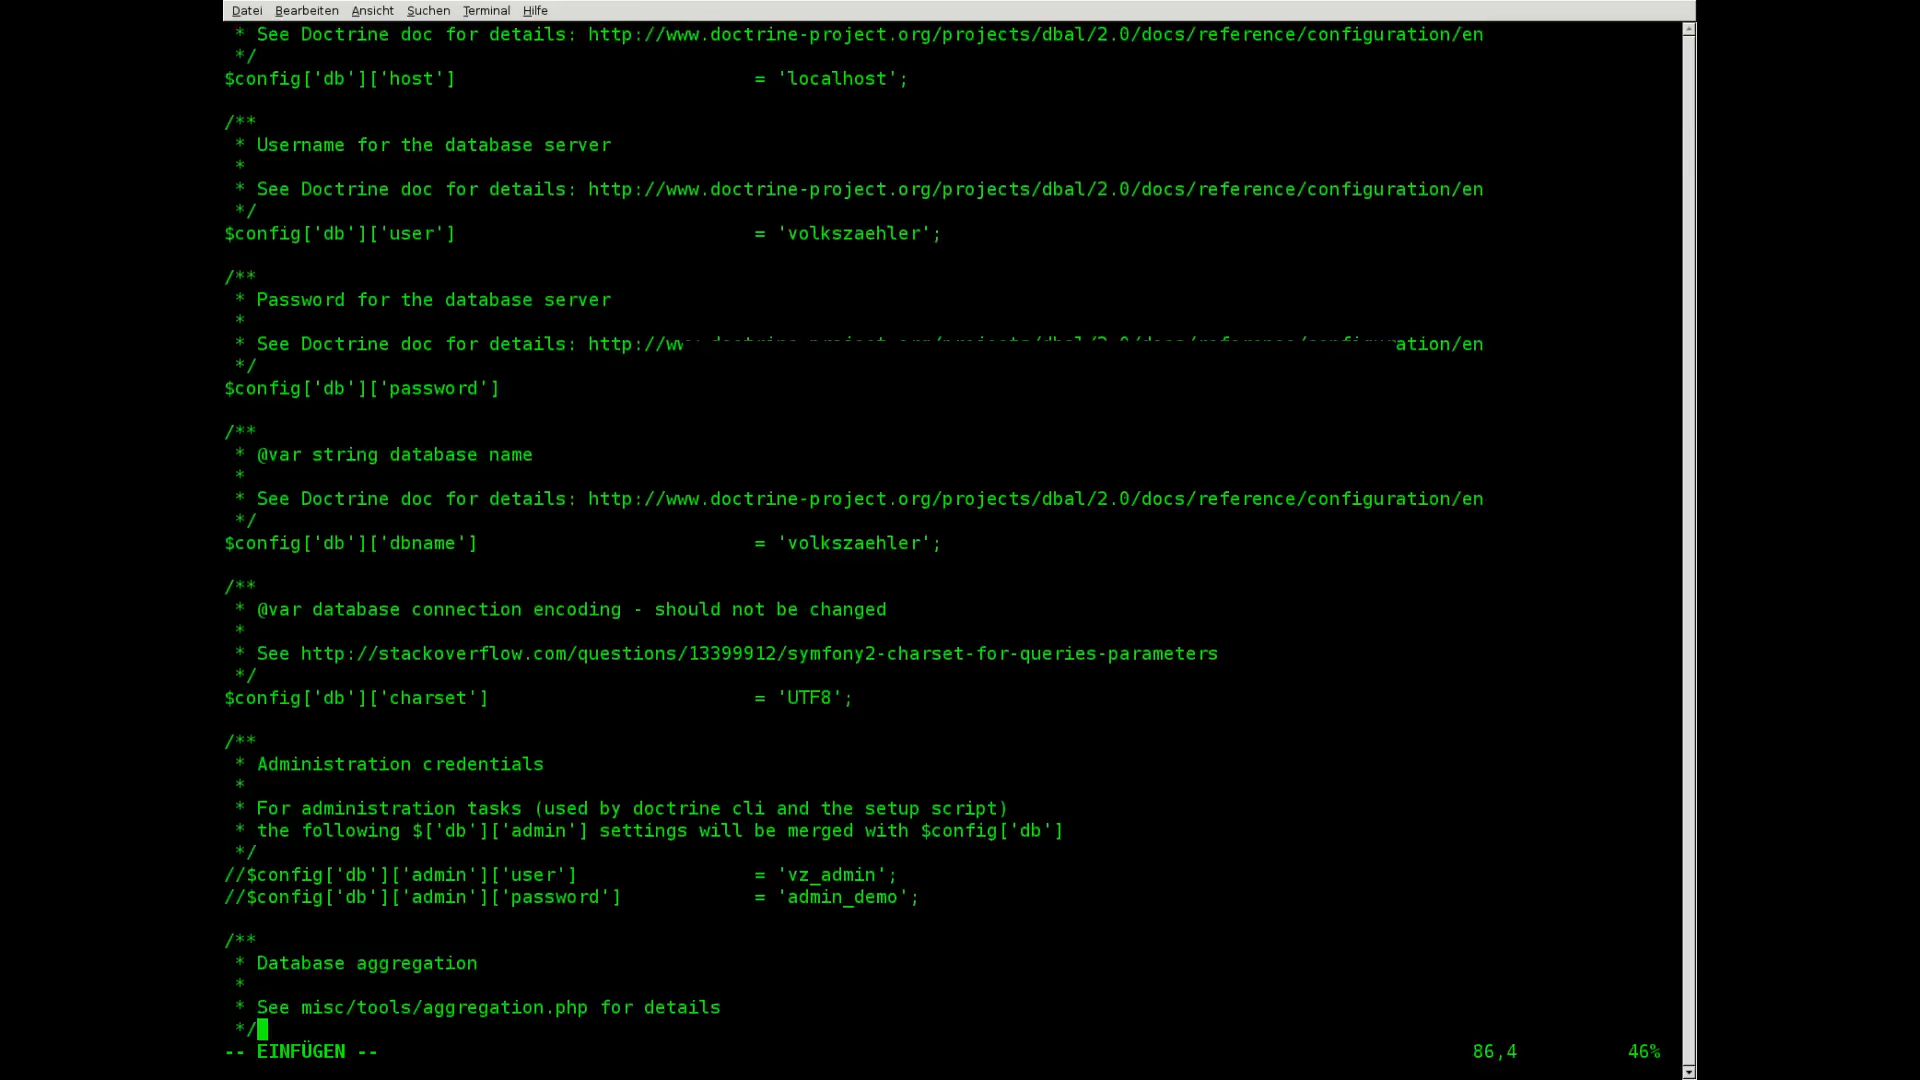 Datei Bearbeiten Ansicht Suchen Terminal Hilfe
 * See Doctrine doc for details: http://www.doctrine-project.org/projects/dbal/2.0/docs/reference/configuration/en
 */
$config['db']['host'] = 'localhost';
/**
 * Username for the database server
 *
 * See Doctrine doc for details: http://www.doctrine-project.org/projects/dbal/2.0/docs/reference/configuration/en
 */
$config['db']['user'] = 'volkszaehler';
/**
 * Password for the database server
 *
 * See Doctrine doc for details: http://www.doctrine-project.org/projects/dbal/2.0/docs/reference/configuration/en
 */
$config['db']['password']
/**
 * @var string database name
 *
 * See Doctrine doc for details: http://www.doctrine-project.org/projects/dbal/2.0/docs/reference/configuration/en
 */
$config['db']['dbname'] = 'volkszaehler';
/**
 * @var database connection encoding - should not be changed
 *
 * See http://stackoverflow.com/questions/13399912/symfony2-charset-for-queries-parameters
 */
$config['db']['charset'] = 'UTF8';
/**
 * Administration credentials
 *
 * For administration tasks (used by doctrine cli and the setup script)
 * the following $['db']['admin'] settings will be merged with $config['db']
 */
//$config['db']['admin']['user'] = 'vz_admin';
//$config['db']['admin']['password'] = 'admin_demo';
/**
 * Database aggregation
 *
 * See misc/tools/aggregation.php for details
 */
-- EINFÜGEN -- 86,4 46%